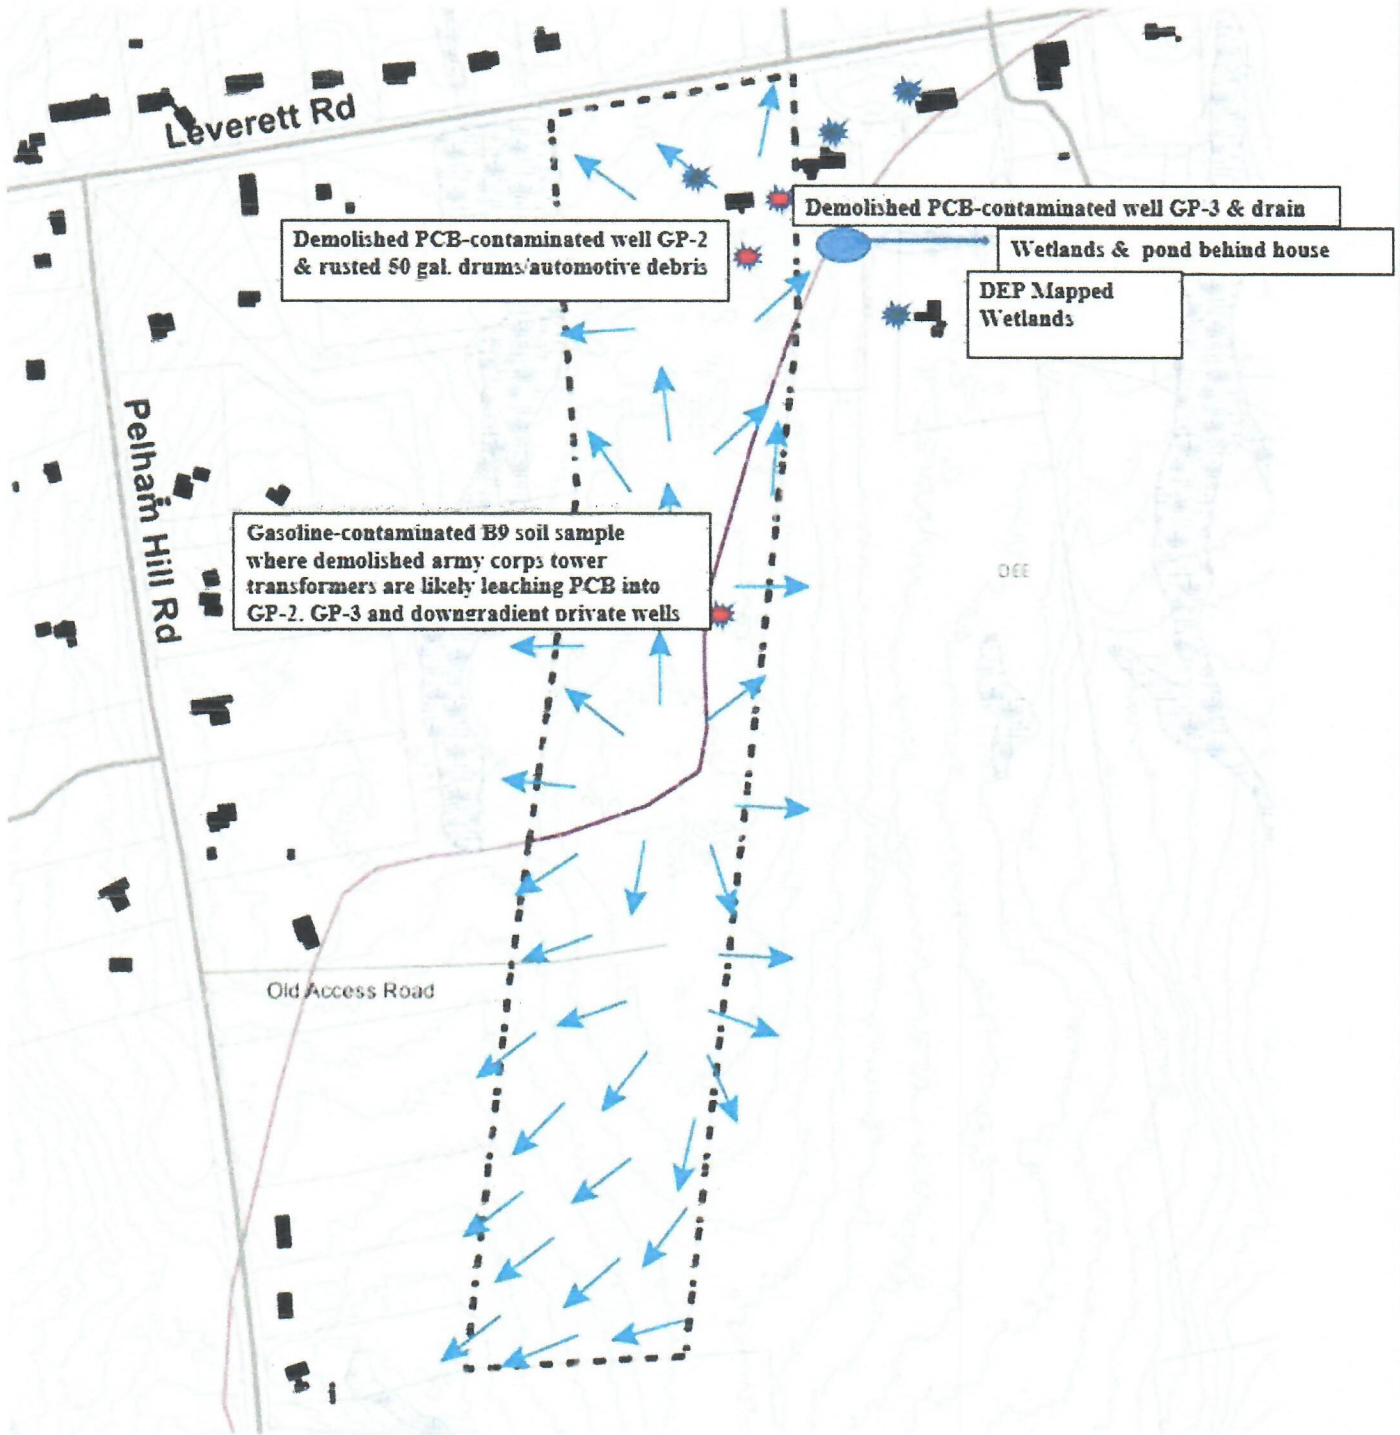 Leverett Rd
Demolished PCB-contaminated well GP-3 & drain
Demolished PCB-contaminated well GP-2
& rusted 50 gal. drums/automotive debris
Wetlands & pond behind house
DEP Mapped
Wetlands
Pelham Hill Rd
Gasoline-contaminated B9 soil sample
where demolished army corps tower
transformers are likely leaching PCB into
GP-2. GP-3 and downgradient private wells
Old Access Road